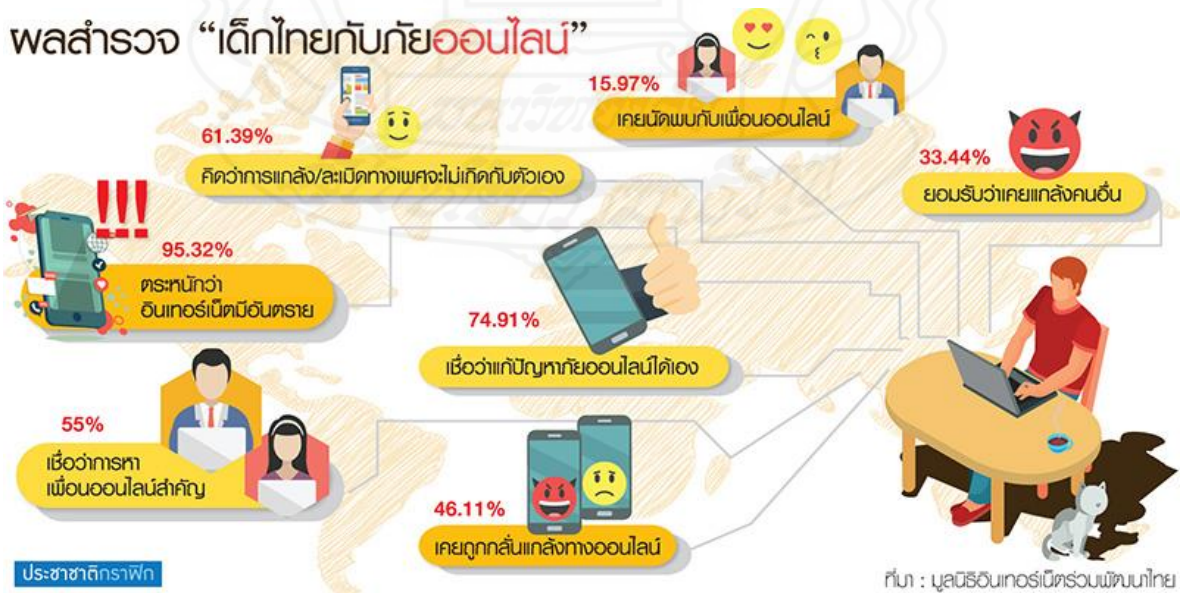 ผลสำรวจ “เด็กไทยกับภัยออนไลน์”
61.39%
คิดว่าการแกล้ง/ละเมิดทางเพศจะไม่เกิดกับตัวเอง
15.97%
เคยนัดพบกับเพื่อนออนไลน์
33.44%
ยอมรับว่าเคยแกล้งคนอื่น
!!!
95.32%
ตระหนักว่า
อินเทอร์เน็ตมีอันตราย
74.91%
เชื่อว่าแก้ปัญหาภัยออนไลน์ได้เอง
55%
เชื่อว่าการหา
เพื่อนออนไลน์สำคัญ
46.11%
เคยถูกกลั่นแกล้งทางออนไลน์
ประชาชาติกราฟิก
ที่มา : มูลนิธิอินเทอร์เน็ตร่วมพัฒนาไทย